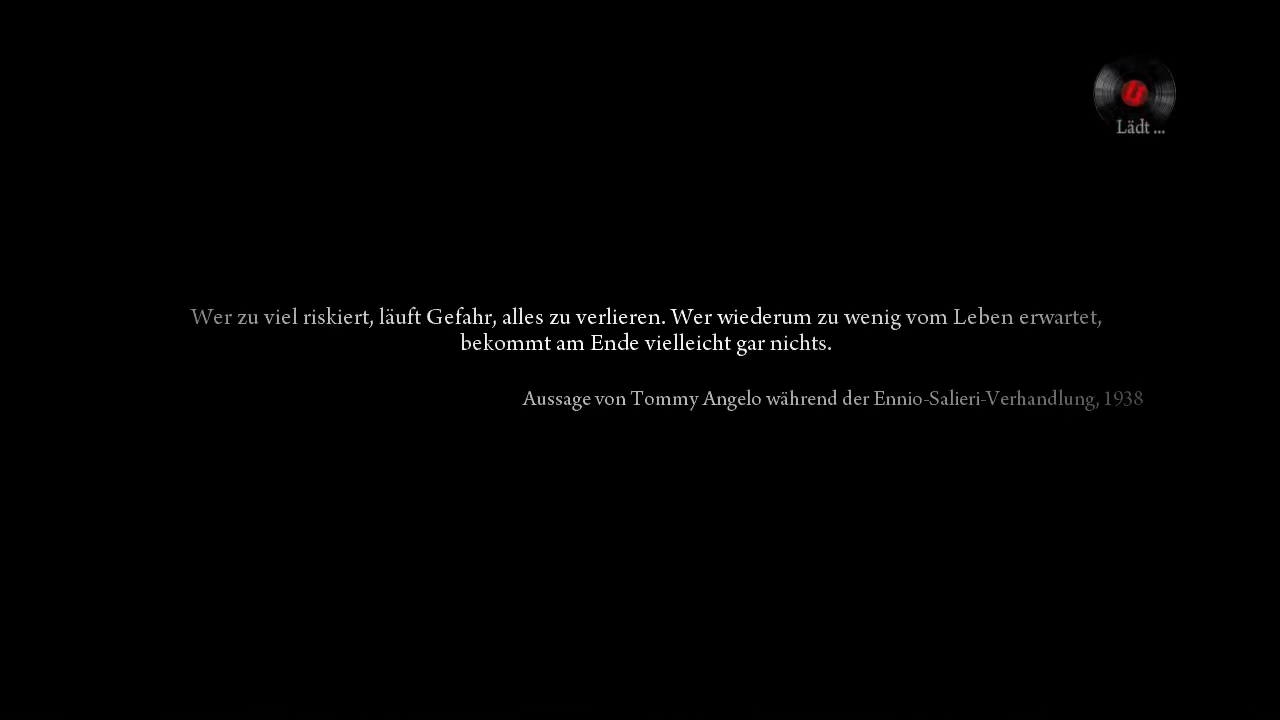 Lädt ...
Wer zu viel riskiert, läuft Gefahr, alles zu verlieren. Wer wiederum zu wenig vom Leben erwartet,
bekommt am Ende vielleicht gar nichts.
Aussage von Tommy Angelo während der Ennio-Salieri-Verhandlung, 1938